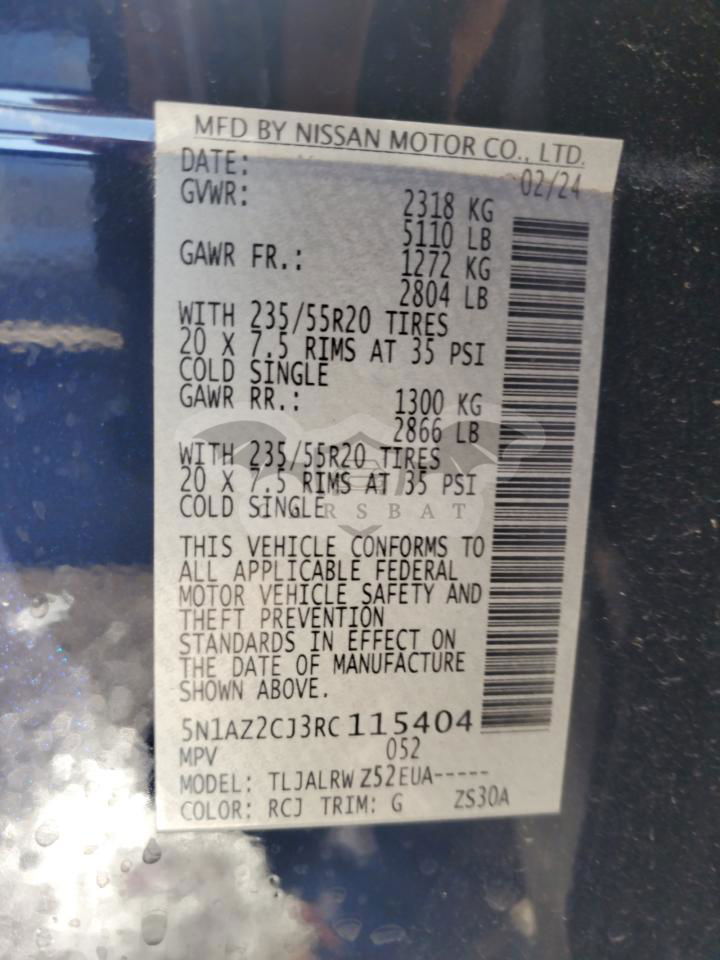 MFD BY NISSAN MOTOR CO., LTD.
DATE: 02/24
GVWR: 2318 KG
5110 LB
GAWR FR.: 1272 KG
2804 LB
WITH 235/55R20 TIRES
20 X 7.5 RIMS AT 35 PSI
COLD SINGLE
GAWR RR.: 1300 KG
2866 LB
WITH 235/55R20 TIRES
20 X 7.5 RIMS AT 35 PSI
COLD SINGLE
RSBAT
THIS VEHICLE CONFORMS TO
ALL APPLICABLE FEDERAL
MOTOR VEHICLE SAFETY AND
THEFT PREVENTION
STANDARDS IN EFFECT ON
THE DATE OF MANUFACTURE
SHOWN ABOVE.
5N1AZ2CJ3RC115404
MPV 052
MODEL: TLJALRWZ52EUA-----
COLOR: RCJ TRIM: G ZS30A